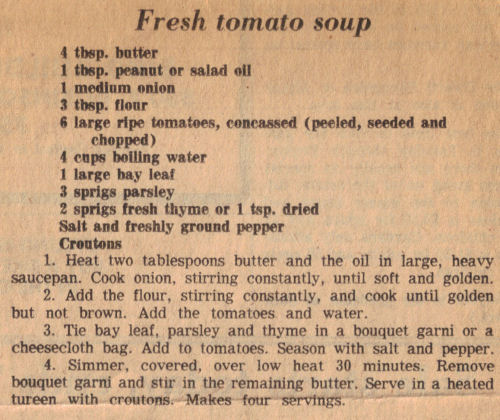 Fresh tomato soup
4 tbsp. butter
1 tbsp. peanut or salad oil
1 medium onion
3 tbsp. flour
6 large ripe tomatoes, concassed (peeled, seeded and
chopped)
4 cups boiling water
1 large bay leaf
3 sprigs parsley
2 sprigs fresh thyme or 1 tsp. dried
Salt and freshly ground pepper
Croutons
1. Heat two tablespoons butter and the oil in large, heavy
saucepan. Cook onion, stirring constantly, until soft and golden.
2. Add the flour, stirring constantly, and cook until golden
but not brown. Add the tomatoes and water.
3. Tie bay leaf, parsley and thyme in a bouquet garni or a
cheesecloth bag. Add to tomatoes. Season with salt and pepper.
4. Simmer, covered, over low heat 30 minutes. Remove
bouquet garni and stir in the remaining butter. Serve in a heated
tureen with croutons. Makes four servings.